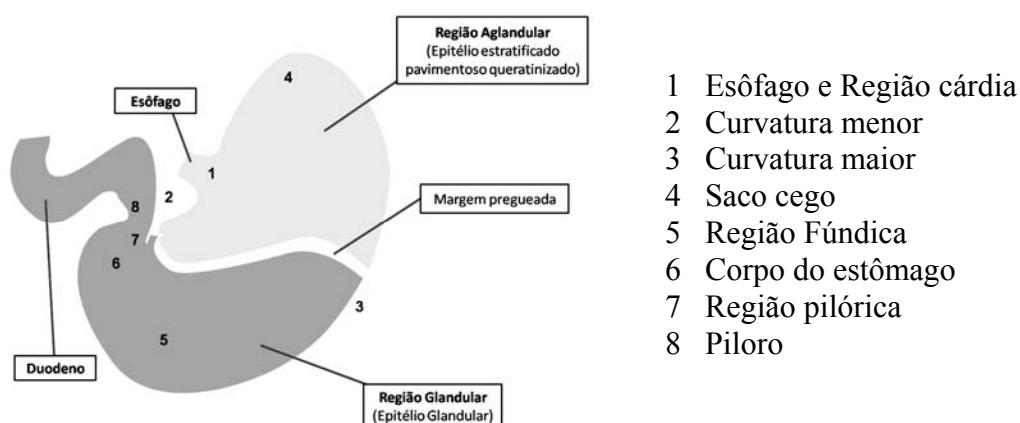 Região Aglandular
(Epitélio estratificado
pavimentoso queratinizado)
4
Esôfago
1
2
Margem pregueada
8
7
6
3
5
Duodeno
Região Glandular
(Epitélio Glandular)
1 Esôfago e Região cárdia
2 Curvatura menor
3 Curvatura maior
4 Saco cego
5 Região Fúndica
6 Corpo do estômago
7 Região pilórica
8 Piloro